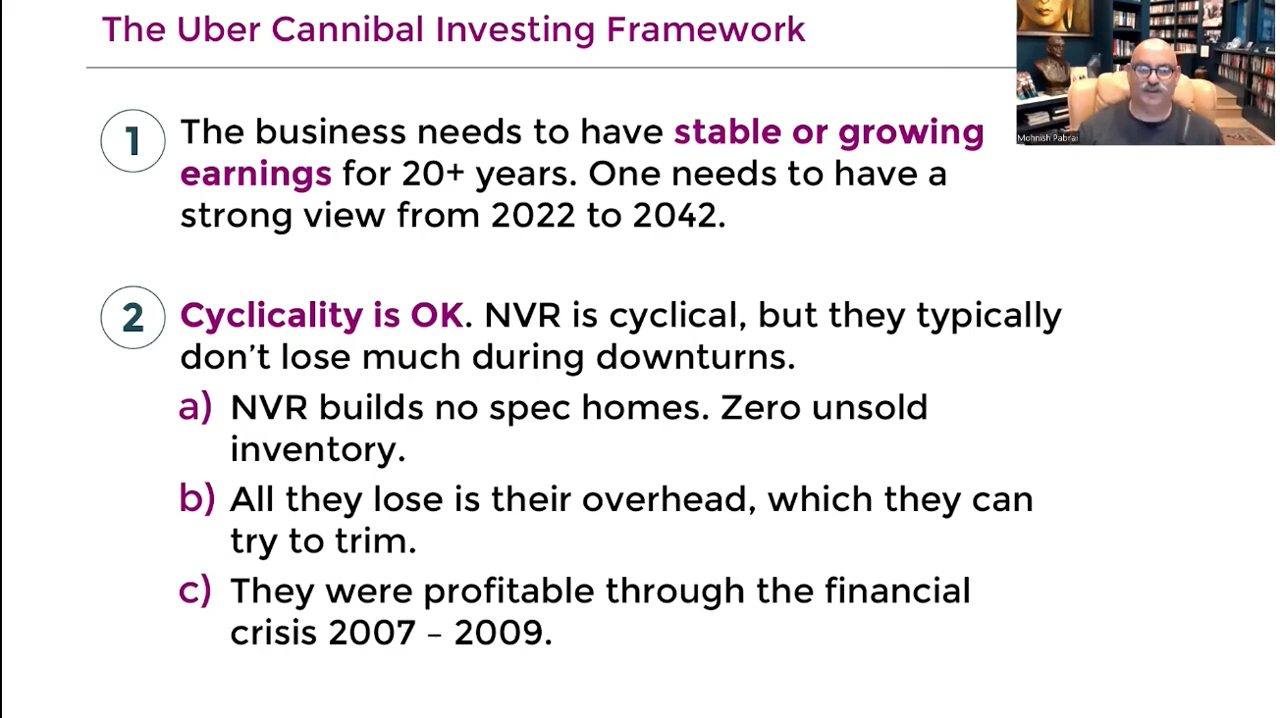 The Uber Cannibal Investing Framework
Mohnish Pabrai
1
The business needs to have stable or growing
earnings for 20+ years. One needs to have a
strong view from 2022 to 2042.
2
Cyclicality is OK. NVR is cyclical, but they typically
don’t lose much during downturns.
a) NVR builds no spec homes. Zero unsold
inventory.
b) All they lose is their overhead, which they can
try to trim.
c) They were profitable through the financial
crisis 2007 – 2009.